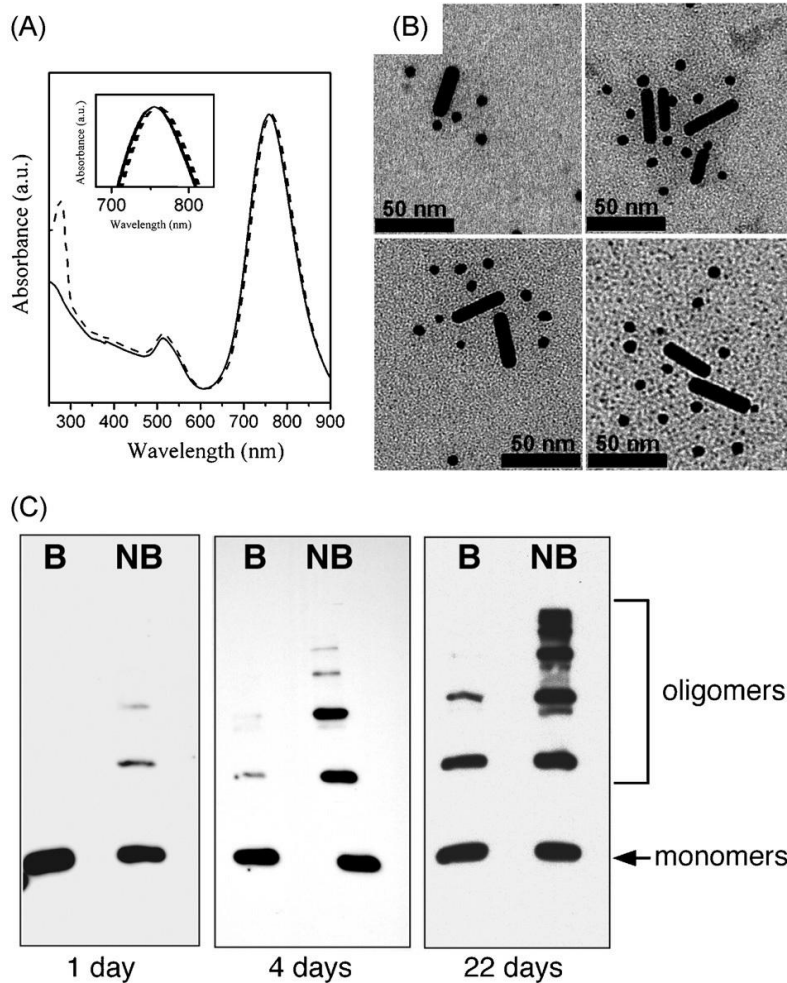 (A)
Absorbance (a.u.)
Absorbance (a.u.)
700 800
Wavelength (nm)
250 300 400 500 600 700 800 900
Wavelength (nm)
(B)
50 nm
50 nm
50 nm
50 nm
(C)
B NB
B NB
B NB
oligomers
monomers
1 day
4 days
22 days